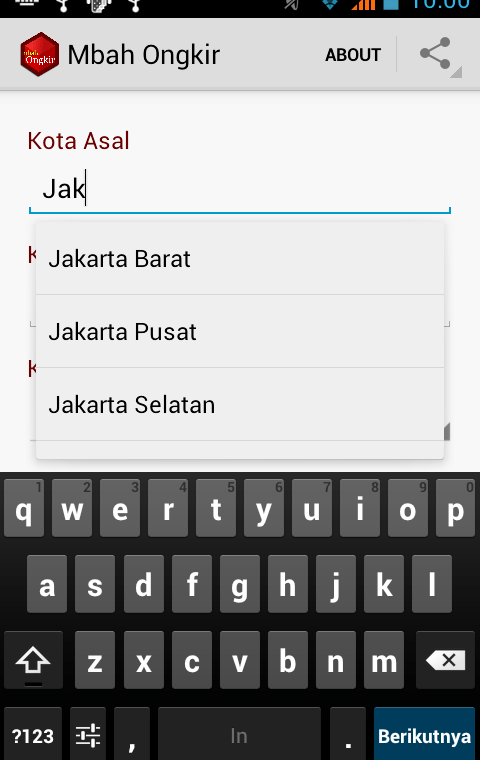 10:00
mbah
Ongkir
Mbah Ongkir
ABOUT
Kota Asal
Jak
K
Jakarta Barat
Jakarta Pusat
K
Jakarta Selatan
1 2 3 4 5 6 7 8 9 0
q w e r t y u i o p
a s d f g h j k l
z x c v b n m
?123 , In . Berikutnya